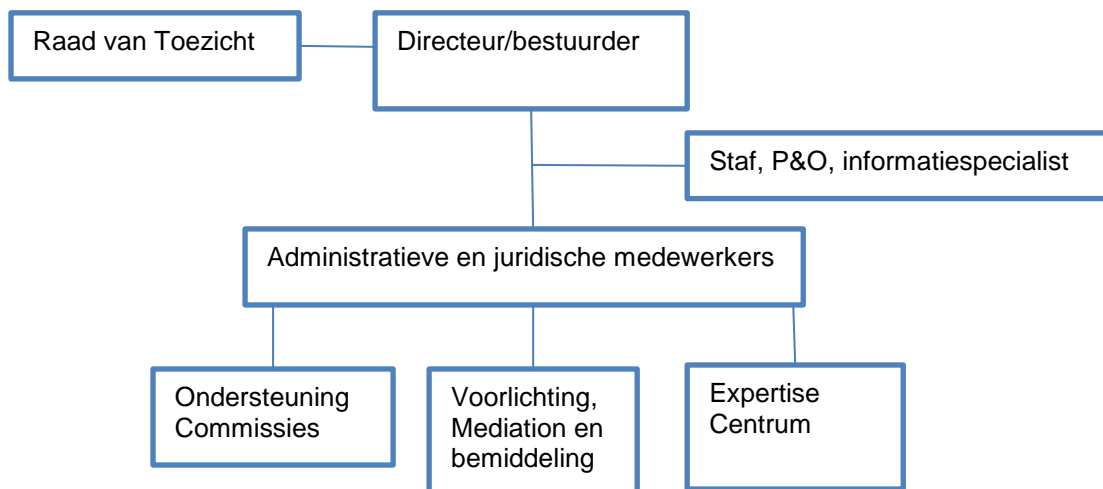 Raad van Toezicht
Directeur/bestuurder
Staf, P&O, informatiespecialist
Administratieve en juridische medewerkers
Ondersteuning
Commissies
Voorlichting,
Mediation en
bemiddeling
Expertise
Centrum